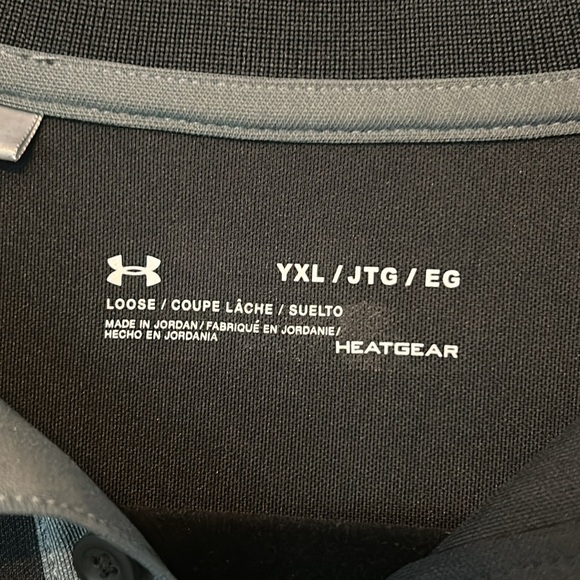 YXL / JTG / EG
LOOSE / COUPE LÂCHE / SUELTO
MADE IN JORDAN / FABRIQUÉ EN JORDANIE /
HECHO EN JORDANIA
HEATGEAR